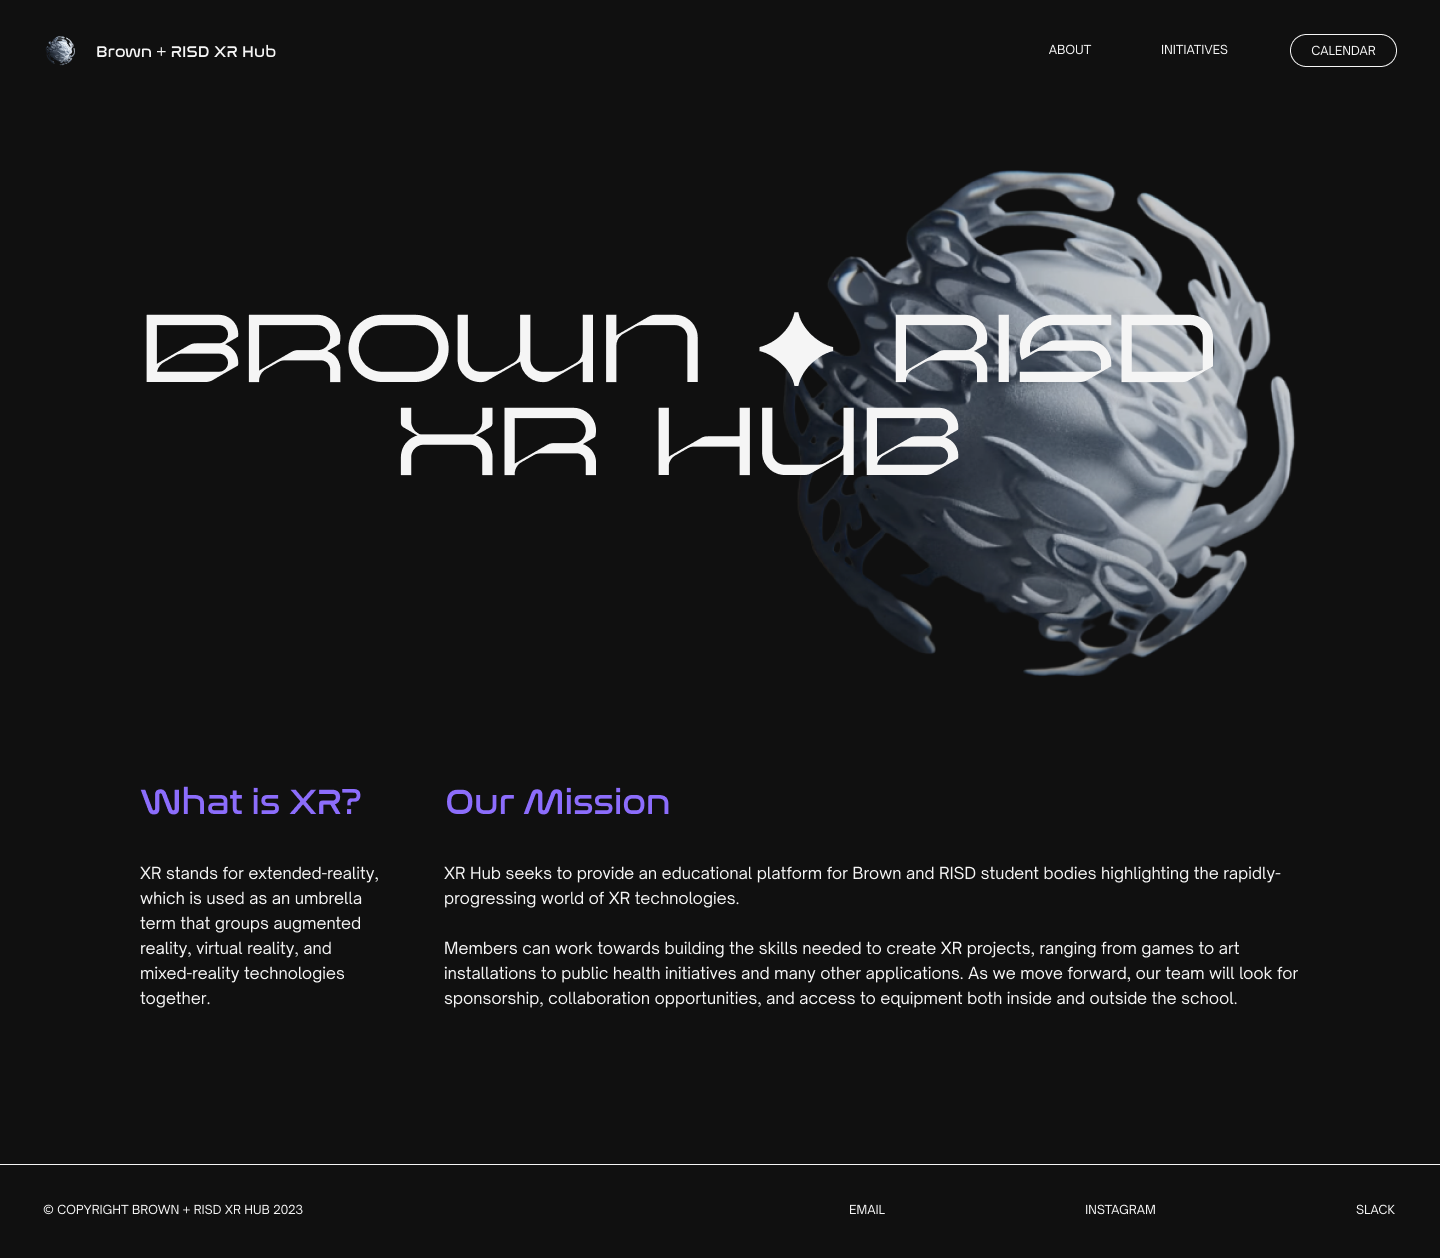 Brown + RISD XR Hub
ABOUT
INITIATIVES
CALENDAR
BROWN ✦ RISD
XR HUB
What is XR?
XR stands for extended-reality,
which is used as an umbrella
term that groups augmented
reality, virtual reality, and
mixed-reality technologies
together.
Our Mission
XR Hub seeks to provide an educational platform for Brown and RISD student bodies highlighting the rapidly-
progressing world of XR technologies.
Members can work towards building the skills needed to create XR projects, ranging from games to art
installations to public health initiatives and many other applications. As we move forward, our team will look for
sponsorship, collaboration opportunities, and access to equipment both inside and outside the school.
© COPYRIGHT BROWN + RISD XR HUB 2023
EMAIL
INSTAGRAM
SLACK